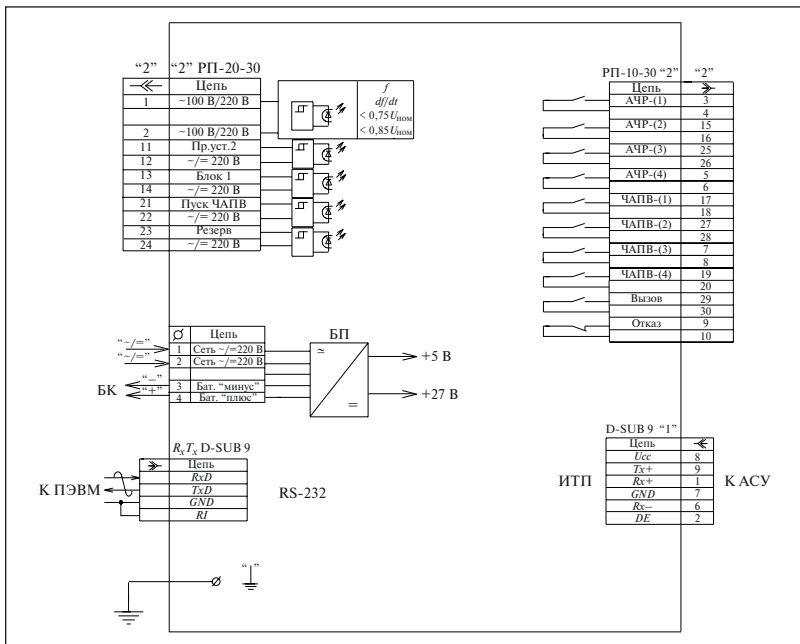 “2” “2” РП-20-30
Цепь
1 ~100 В/220 В
2 ~100 В/220 В
11 Пр.уст.2
12 ~/= 220 В
13 Блок 1
14 ~/= 220 В
21 Пуск ЧАПВ
22 ~/= 220 В
23 Резерв
24 ~/= 220 В
f
df/dt
< 0,75Uном
< 0,85Uном
РП-10-30 “2” “2”
Цепь
АЧР-(1) 3
4
АЧР-(2) 15
16
АЧР-(3) 25
26
АЧР-(4) 5
6
ЧАПВ-(1) 17
18
ЧАПВ-(2) 27
28
ЧАПВ-(3) 7
8
ЧАПВ-(4) 19
20
Вызов 29
30
Отказ 9
10
Цепь
“~/=” 1 Сеть ~/=220 В
“~/=” 2 Сеть ~/=220 В
БК
“–” 3 Бат. “минус”
“+” 4 Бат. “плюс”
БП
≃
=
+5 В
+27 В
RxTx D-SUB 9
Цепь
RxD
TxD
GND
RI
К ПЭВМ
RS-232
D-SUB 9 “1”
Цепь
Ucc 8
Tx+ 9
Rx+ 1
GND 7
Rx– 6
DE 2
ИТП
К АСУ
“⊥”